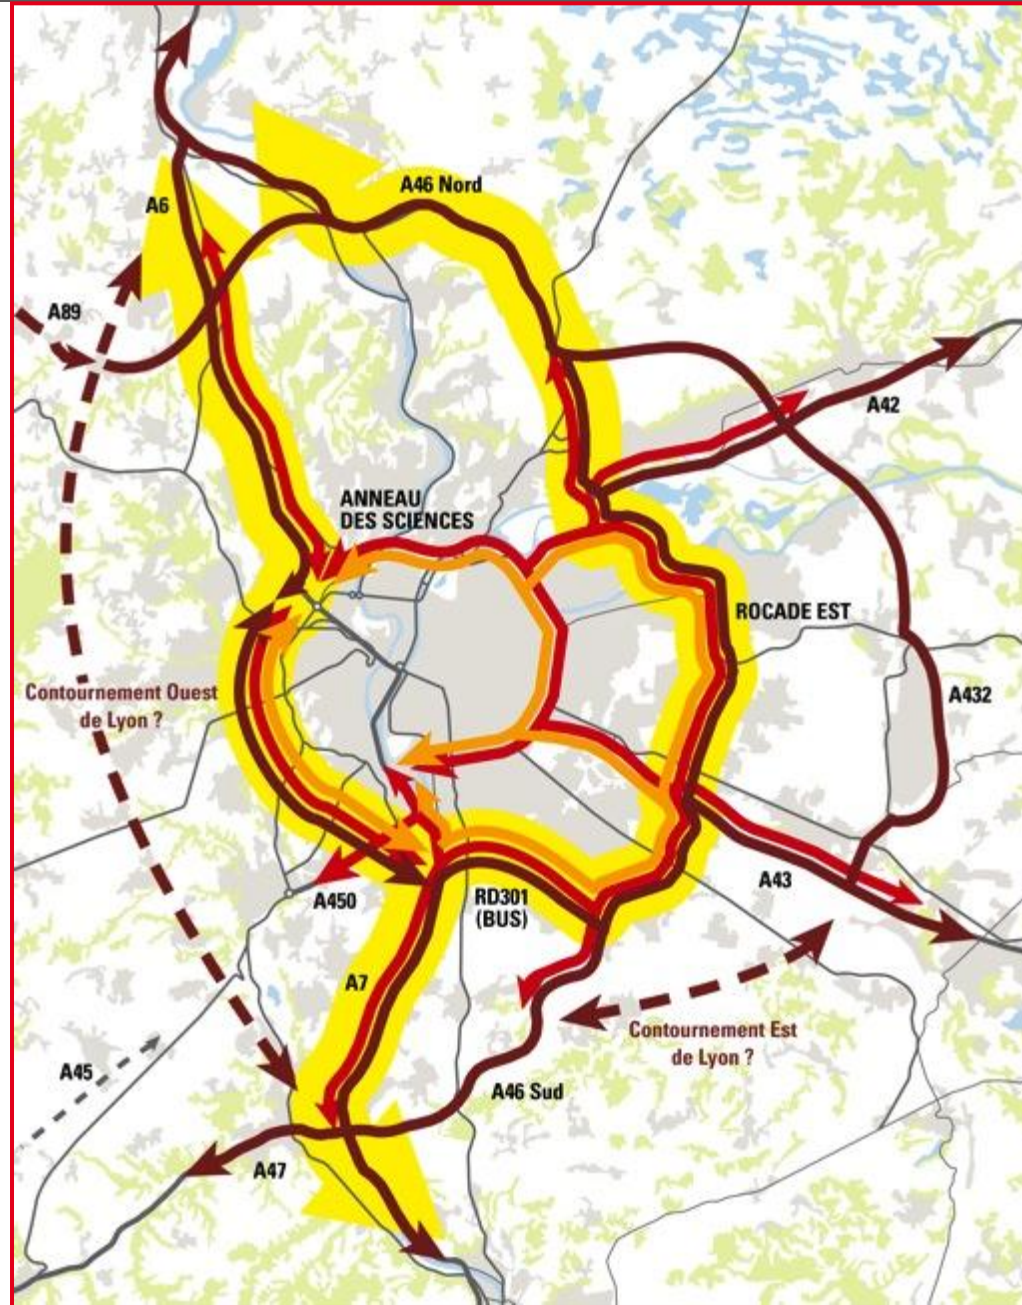 A46 Nord
A6
A89
A42
ANNEAU
DES SCIENCES
ROCADE EST
Contournement Ouest
de Lyon ?
A432
A43
A450
RD301
(BUS)
A7
Contournement Est
de Lyon ?
A45
A46 Sud
A47